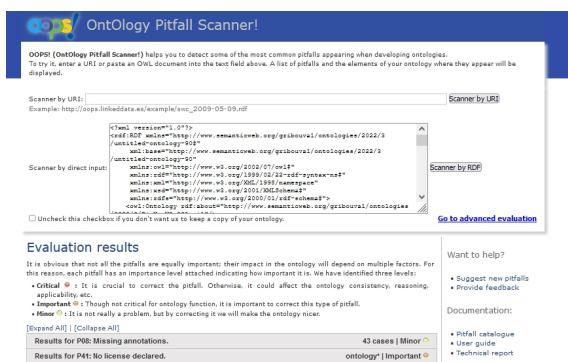 oops! OntOlogy Pitfall Scanner!
OOPS! (OntOlogy Pitfall Scanner!) helps you to detect some of the most common pitfalls appearing when developing ontologies.
To try it, enter a URI or paste an OWL document into the text field above. A list of pitfalls and the elements of your ontology where they appear will be
displayed.
Scanner by URI: Scanner by URI
Example: http://oops.linkeddata.es/example/swc_2009-05-09.rdf
Scanner by direct input:
<?xml version="1.0"?>
<rdf:RDF xmlns="http://www.semanticweb.org/gribouval/ontologies/2022/3
/untitled-ontology-90#"
xml:base="http://www.semanticweb.org/gribouval/ontologies/2022/3
/untitled-ontology-90"
xmlns:owl="http://www.w3.org/2002/07/owl#"
xmlns:rdf="http://www.w3.org/1999/02/22-rdf-syntax-ns#"
xmlns:xml="http://www.w3.org/XML/1998/namespace"
xmlns:xsd="http://www.w3.org/2001/XMLSchema#"
xmlns:rdfs="http://www.w3.org/2000/01/rdf-schema#">
<owl:Ontology rdf:about="http://www.semanticweb.org/gribouval/ontologies
Scanner by RDF
Uncheck this checkbox if you don't want us to keep a copy of your ontology.
Go to advanced evaluation
Evaluation results
It is obvious that not all the pitfalls are equally important; their impact in the ontology will depend on multiple factors. For
this reason, each pitfall has an importance level attached indicating how important it is. We have identified three levels:
• Critical : It is crucial to correct the pitfall. Otherwise, it could affect the ontology consistency, reasoning,
applicability, etc.
• Important : Though not critical for ontology function, it is important to correct this type of pitfall.
• Minor : It is not really a problem, but by correcting it we will make the ontology nicer.
[Expand All] | [Collapse All]
Results for P08: Missing annotations. 43 cases | Minor
Results for P41: No license declared. ontology* | Important
Want to help?
• Suggest new pitfalls
• Provide feedback
Documentation:
• Pitfall catalogue
• User guide
• Technical report